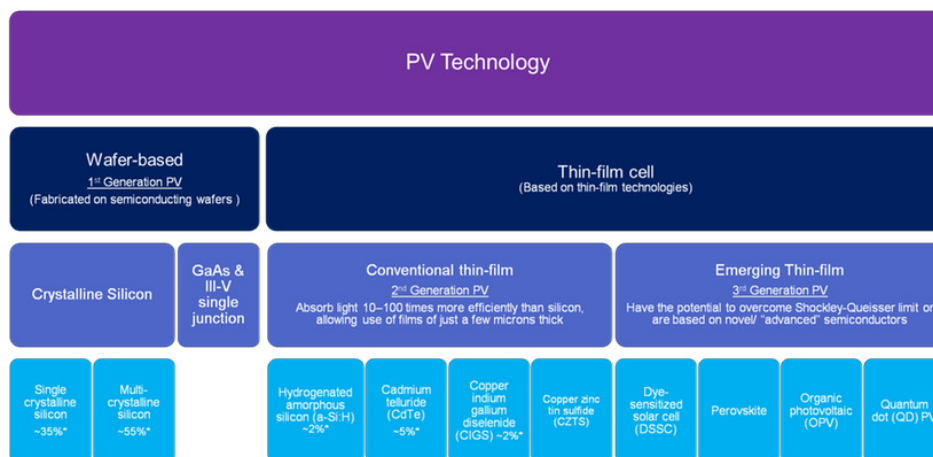 PV Technology
Wafer-based
1st Generation PV
(Fabricated on semiconducting wafers )
Thin-film cell
(Based on thin-film technologies)
Crystalline Silicon
GaAs &
III-V
single
junction
Conventional thin-film
2nd Generation PV
Absorb light 10–100 times more efficiently than silicon,
allowing use of films of just a few microns thick
Emerging Thin-film
3rd Generation PV
Have the potential to overcome Shockley-Queisser limit or
are based on novel/ “advanced” semiconductors
Single
crystalline
silicon
~35%*
Multi-
crystalline
silicon
~55%*
Hydrogenated
amorphous
silicon (a-Si:H)
~2%*
Cadmium
telluride
(CdTe)
~5%*
Copper
indium
gallium
diselenide
(CIGS) ~2%*
Copper zinc
tin sulfide
(CZTS)
Dye-
sensitized
solar cell
(DSSC)
Perovskite
Organic
photovoltaic
(OPV)
Quantum
dot (QD) PV